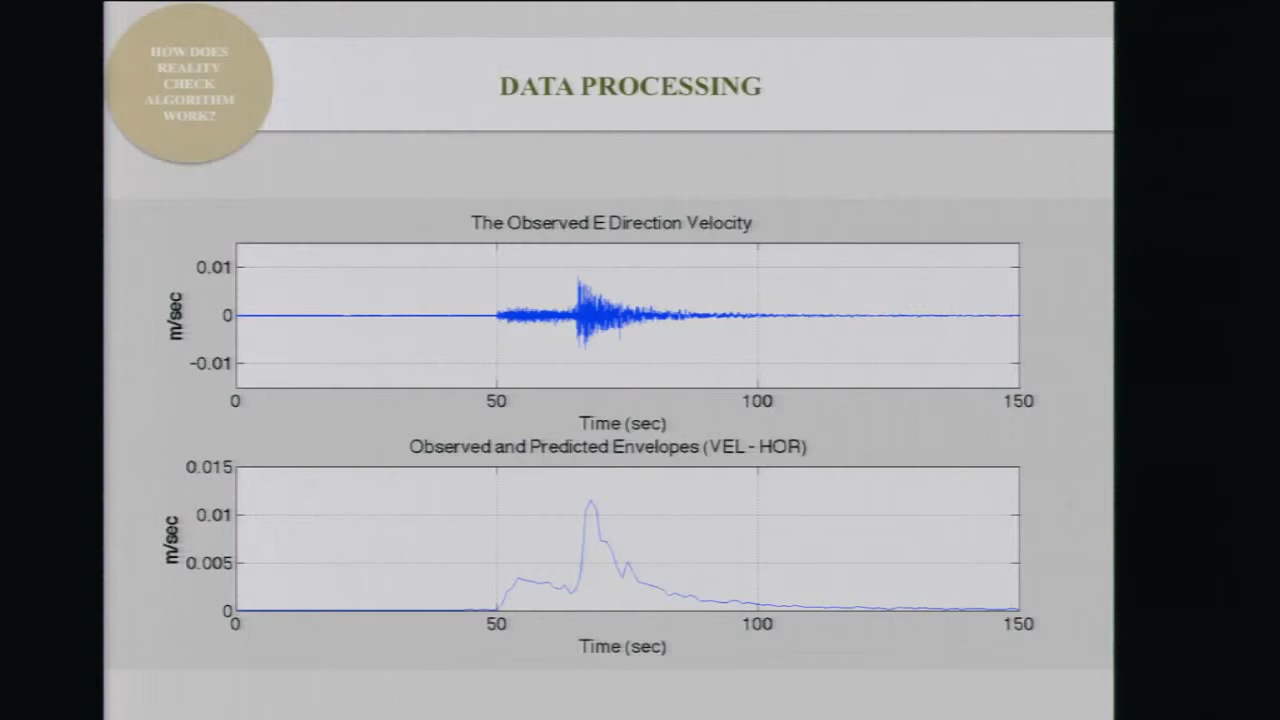 HOW DOES
REALITY
CHECK
ALGORITHM
WORK?
DATA PROCESSING
The Observed E Direction Velocity
0.01
0
-0.01
m/sec
0 50 100 150
Time (sec)
Observed and Predicted Envelopes (VEL - HOR)
0.015
0.01
0.005
0
m/sec
0 50 100 150
Time (sec)